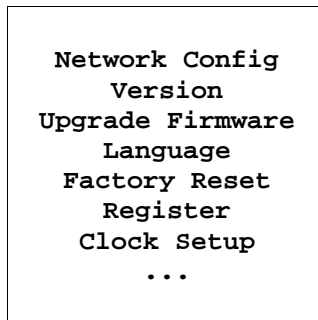 Network Config
Version
Upgrade Firmware
Language
Factory Reset
Register
Clock Setup
...